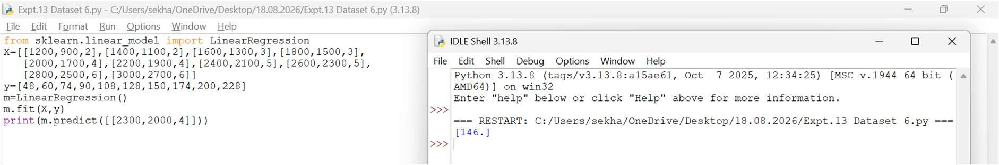 Expt.13 Dataset 6.py - C:/Users/sekha/OneDrive/Desktop/18.08.2026/Expt.13 Dataset 6.py (3.13.8)
File Edit Format Run Options Window Help
from sklearn.linear_model import LinearRegression
X=[[1200,900,2],[1400,1100,2],[1600,1300,3],[1800,1500,3],
[2000,1700,4],[2200,1900,4],[2400,2100,5],[2600,2300,5],
[2800,2500,6],[3000,2700,6]]
y=[48,60,74,90,108,128,150,174,200,228]
m=LinearRegression()
m.fit(X,y)
print(m.predict([[2300,2000,4]]))
IDLE Shell 3.13.8
File Edit Shell Debug Options Window Help
Python 3.13.8 (tags/v3.13.8:a15ae61, Oct  7 2025, 12:34:25) [MSC v.1944 64 bit (
AMD64)] on win32
Enter "help" below or click "Help" above for more information.
>>>
=== RESTART: C:/Users/sekha/OneDrive/Desktop/18.08.2026/Expt.13 Dataset 6.py ===
[146.]
>>>